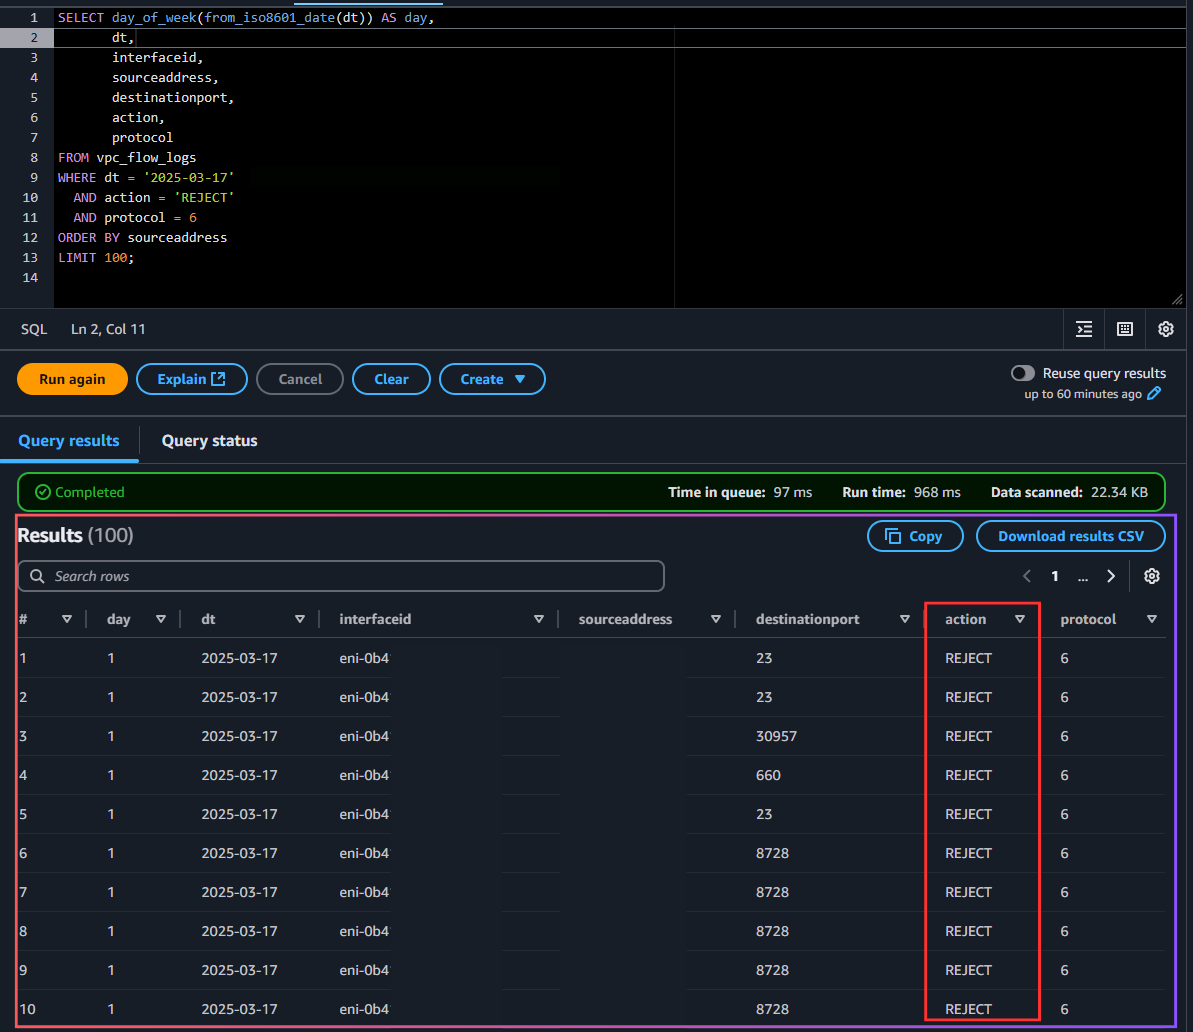 1 SELECT day_of_week(from_iso8601_date(dt)) AS day,
2 dt,
3 interfaceid,
4 sourceaddress,
5 destinationport,
6 action,
7 protocol
8 FROM vpc_flow_logs
9 WHERE dt = '2025-03-17'
10 AND action = 'REJECT'
11 AND protocol = 6
12 ORDER BY sourceaddress
13 LIMIT 100;
14
SQL Ln 2, Col 11
Run again Explain Cancel Clear Create Reuse query results
up to 60 minutes ago
Query results Query status
Completed Time in queue: 97 ms Run time: 968 ms Data scanned: 22.34 KB
Results (100) Copy Download results CSV
Search rows 1 ...
# day dt interfaceid sourceaddress destinationport action protocol
1 1 2025-03-17 eni-0b4 23 REJECT 6
2 1 2025-03-17 eni-0b4 23 REJECT 6
3 1 2025-03-17 eni-0b4 30957 REJECT 6
4 1 2025-03-17 eni-0b4 660 REJECT 6
5 1 2025-03-17 eni-0b4 23 REJECT 6
6 1 2025-03-17 eni-0b4 8728 REJECT 6
7 1 2025-03-17 eni-0b4 8728 REJECT 6
8 1 2025-03-17 eni-0b4 8728 REJECT 6
9 1 2025-03-17 eni-0b4 8728 REJECT 6
10 1 2025-03-17 eni-0b4 8728 REJECT 6